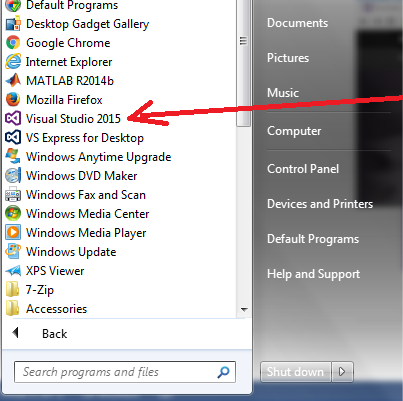 Default Programs
Desktop Gadget Gallery
Google Chrome
Internet Explorer
MATLAB R2014b
Mozilla Firefox
Visual Studio 2015
VS Express for Desktop
Windows Anytime Upgrade
Windows DVD Maker
Windows Fax and Scan
Windows Media Center
Windows Media Player
Windows Update
XPS Viewer
7-Zip
Accessories
Back
Search programs and files
Documents
Pictures
Music
Computer
Control Panel
Devices and Printers
Default Programs
Help and Support
Shut down